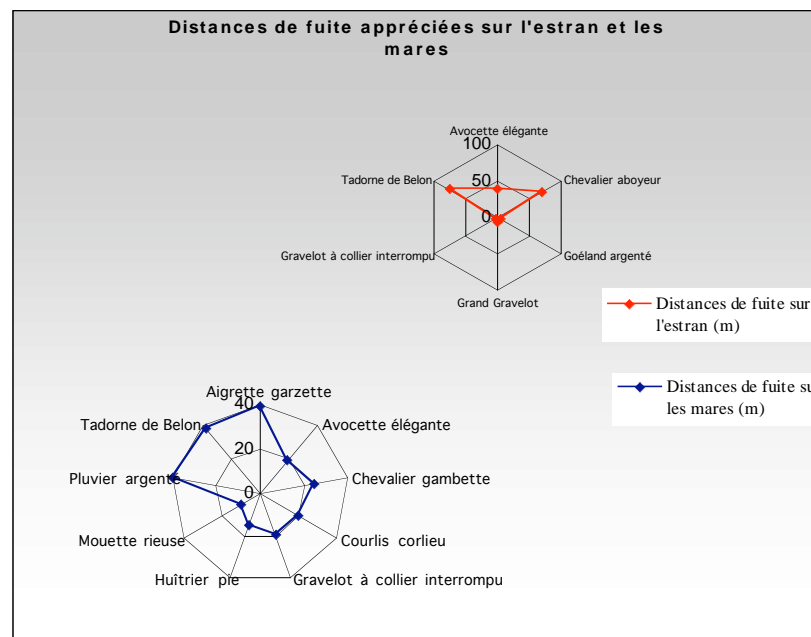 Distances de fuite appréciées sur l'estran et les
mares
Avocette élégante
100
Tadorne de Belon
50
Chevalier aboyeur
0
Gravelot à collier interrompu
Goéland argenté
Grand Gravelot
Distances de fuite sur
l'estran (m)
Distances de fuite su
les mares (m)
Aigrette garzette
40
Tadorne de Belon
Avocette élégante
20
Pluvier argenté
Chevalier gambette
0
Mouette rieuse
Courlis corlieu
Huîtrier pie
Gravelot à collier interrompu